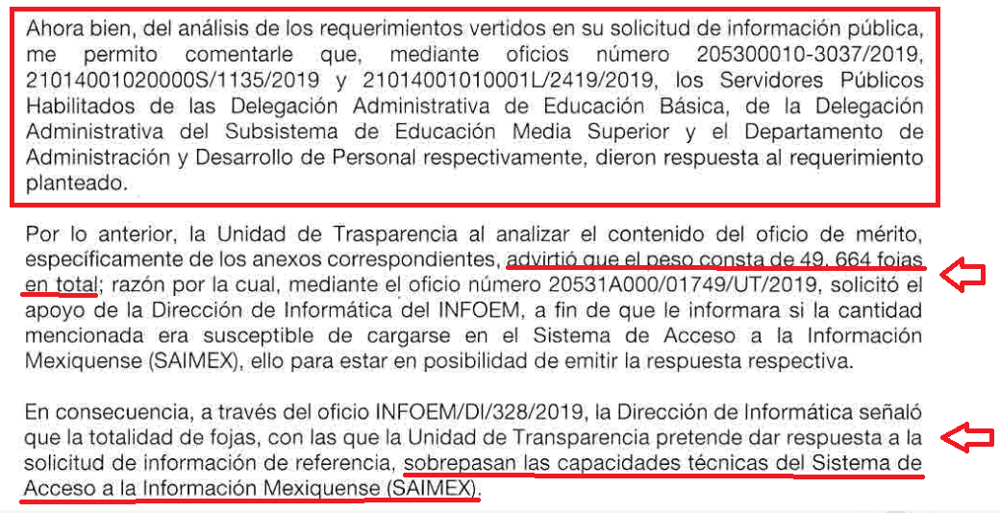 Ahora bien, del análisis de los requerimientos vertidos en su solicitud de información pública,
me permito comentarle que, mediante oficios número 205300010-3037/2019,
21014001020000S/1135/2019 y 21014001010001L/2419/2019, los Servidores Públicos
Habilitados de las Delegación Administrativa de Educación Básica, de la Delegación
Administrativa del Subsistema de Educación Media Superior y el Departamento de
Administración y Desarrollo de Personal respectivamente, dieron respuesta al requerimiento
planteado.
Por lo anterior, la Unidad de Trasparencia al analizar el contenido del oficio de mérito,
específicamente de los anexos correspondientes, advirtió que el peso consta de 49, 664 fojas
en total; razón por la cual, mediante el oficio número 20531A000/01749/UT/2019, solicitó el
apoyo de la Dirección de Informática del INFOEM, a fin de que le informara si la cantidad
mencionada era susceptible de cargarse en el Sistema de Acceso a la Información
Mexiquense (SAIMEX), ello para estar en posibilidad de emitir la respuesta respectiva.
En consecuencia, a través del oficio INFOEM/DI/328/2019, la Dirección de Informática señaló
que la totalidad de fojas, con las que la Unidad de Transparencia pretende dar respuesta a la
solicitud de información de referencia, sobrepasan las capacidades técnicas del Sistema de
Acceso a la Información Mexiquense (SAIMEX).